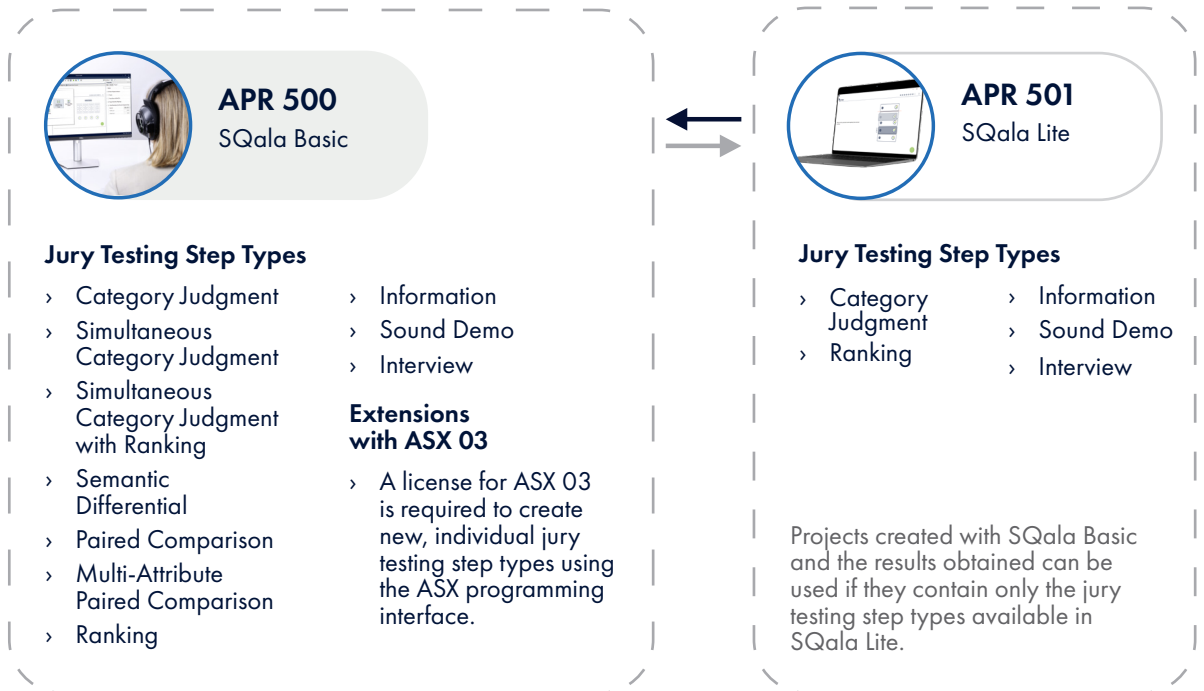 APR 500
SQala Basic
Jury Testing Step Types
› Category Judgment
› Simultaneous
Category Judgment
› Simultaneous
Category Judgment
with Ranking
› Semantic
Differential
› Paired Comparison
› Multi-Attribute
Paired Comparison
› Ranking
› Information
› Sound Demo
› Interview
Extensions
with ASX 03
› A license for ASX 03
is required to create
new, individual jury
testing step types using
the ASX programming
interface.
APR 501
SQala Lite
Jury Testing Step Types
› Category
Judgment
› Ranking
› Information
› Sound Demo
› Interview
Projects created with SQala Basic
and the results obtained can be
used if they contain only the jury
testing step types available in
SQala Lite.